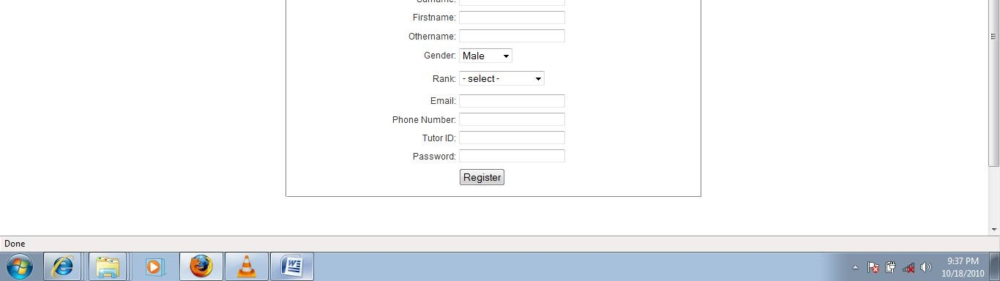 Surname:
Firstname:
Othername:
Gender: Male
Rank: - select -
Email:
Phone Number:
Tutor ID:
Password:
Register
Done
9:37 PM
10/18/2010